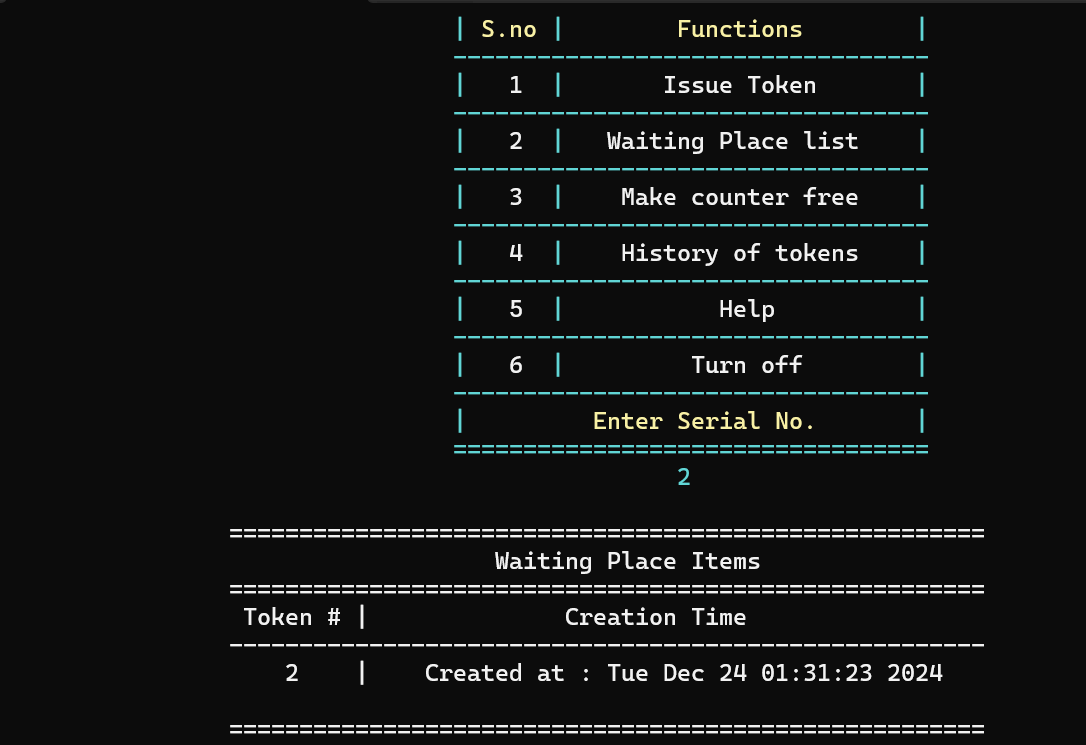 | S.no | Functions |
----------------------------------
| 1 | Issue Token |
----------------------------------
| 2 | Waiting Place list |
----------------------------------
| 3 | Make counter free |
----------------------------------
| 4 | History of tokens |
----------------------------------
| 5 | Help |
----------------------------------
| 6 | Turn off |
----------------------------------
| Enter Serial No. |
==================================
2
======================================================
Waiting Place Items
======================================================
Token # | Creation Time
------------------------------------------------------
2 | Created at : Tue Dec 24 01:31:23 2024
======================================================